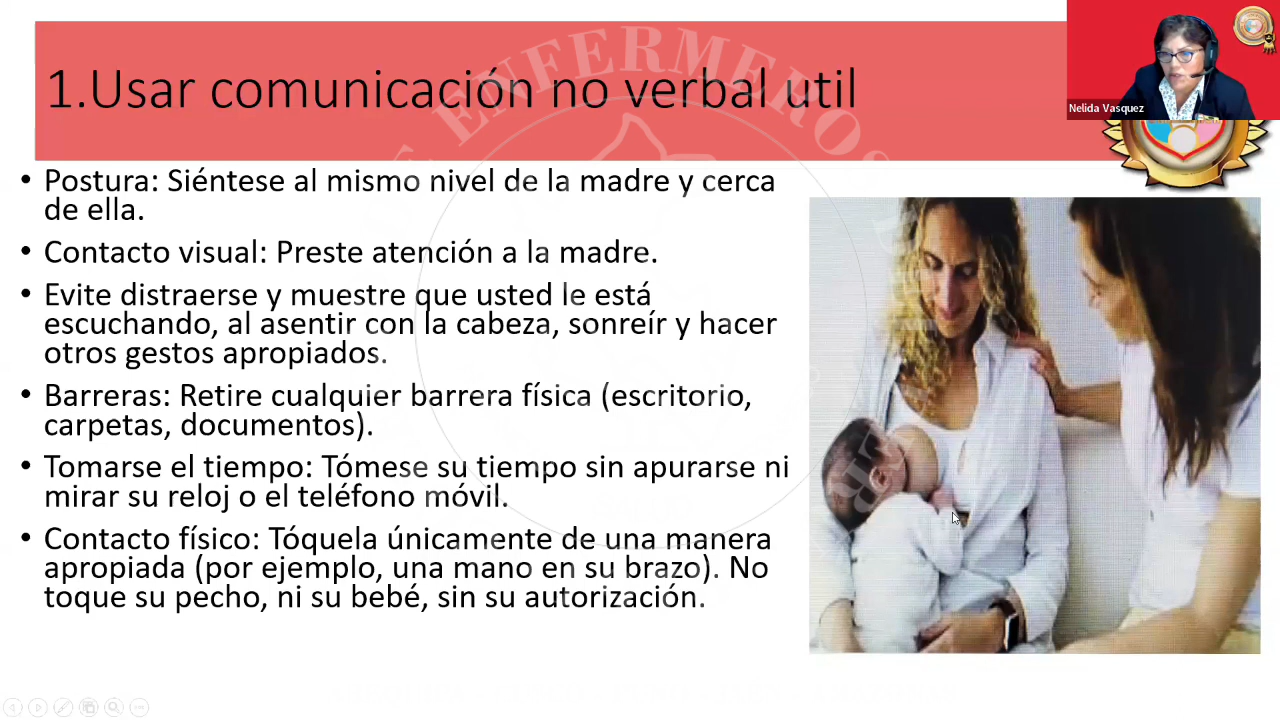 1.Usar comunicación no verbal util
Nelida Vasquez
• Postura: Siéntese al mismo nivel de la madre y cerca
de ella.
• Contacto visual: Preste atención a la madre.
• Evite distraerse y muestre que usted le está
escuchando, al asentir con la cabeza, sonreír y hacer
otros gestos apropiados.
• Barreras: Retire cualquier barrera física (escritorio,
carpetas, documentos).
• Tomarse el tiempo: Tómese su tiempo sin apurarse ni
mirar su reloj o el teléfono móvil.
• Contacto físico: Tóquela únicamente de una manera
apropiada (por ejemplo, una mano en su brazo). No
toque su pecho, ni su bebé, sin su autorización.
DE ENFERMEROS